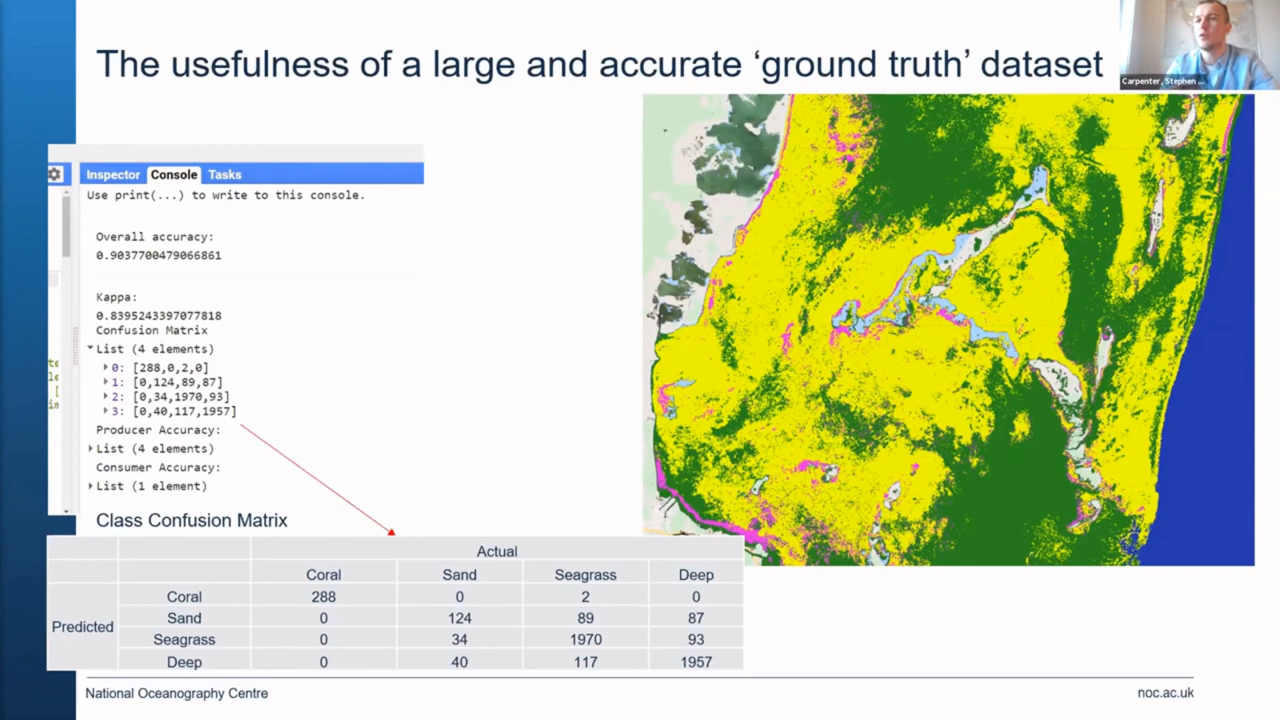 The usefulness of a large and accurate ‘ground truth’ dataset
Carpenter, Stephen ...
Inspector Console Tasks
Use print(...) to write to this console.
Overall accuracy:
0.9037700479066861
Kappa:
0.8395243397077818
Confusion Matrix
List (4 elements)
0: [288,0,2,0]
1: [0,124,89,87]
2: [0,34,1970,93]
3: [0,40,117,1957]
Producer Accuracy:
List (4 elements)
Consumer Accuracy:
List (1 element)
Class Confusion Matrix
Actual
Coral Sand Seagrass Deep
Predicted
Coral 288 0 2 0
Sand 0 124 89 87
Seagrass 0 34 1970 93
Deep 0 40 117 1957
National Oceanography Centre
noc.ac.uk